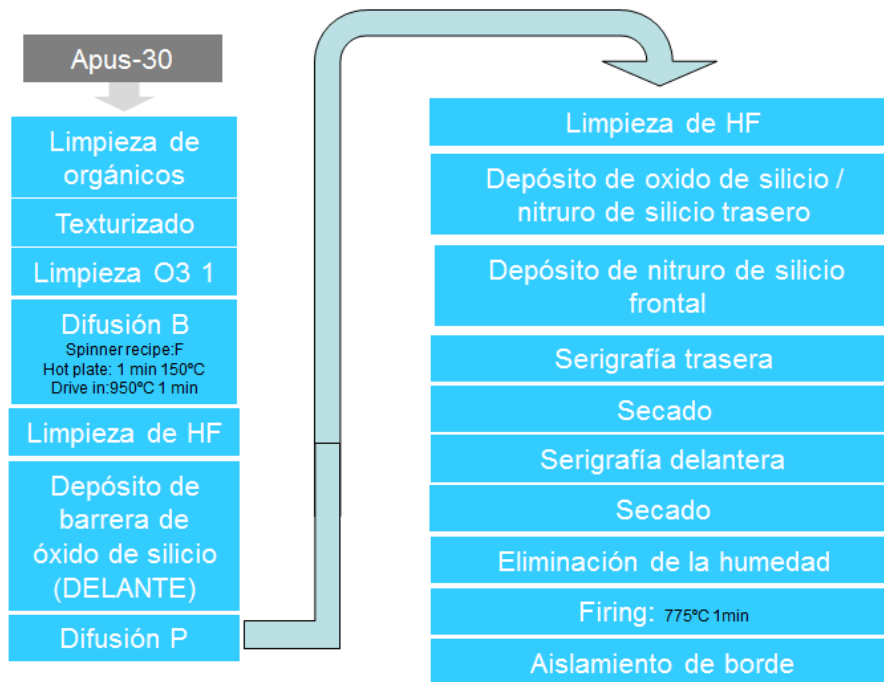 Apus-30
Limpieza de
orgánicos
Texturizado
Limpieza O3 1
Difusión B
Spinner recipe:F
Hot plate: 1 min 150ºC
Drive in:950ºC 1 min
Limpieza de HF
Depósito de
barrera de
óxido de silicio
(DELANTE)
Difusión P
Limpieza de HF
Depósito de oxido de silicio /
nitruro de silicio trasero
Depósito de nitruro de silicio
frontal
Serigrafía trasera
Secado
Serigrafía delantera
Secado
Eliminación de la humedad
Firing: 775ºC 1min
Aislamiento de borde